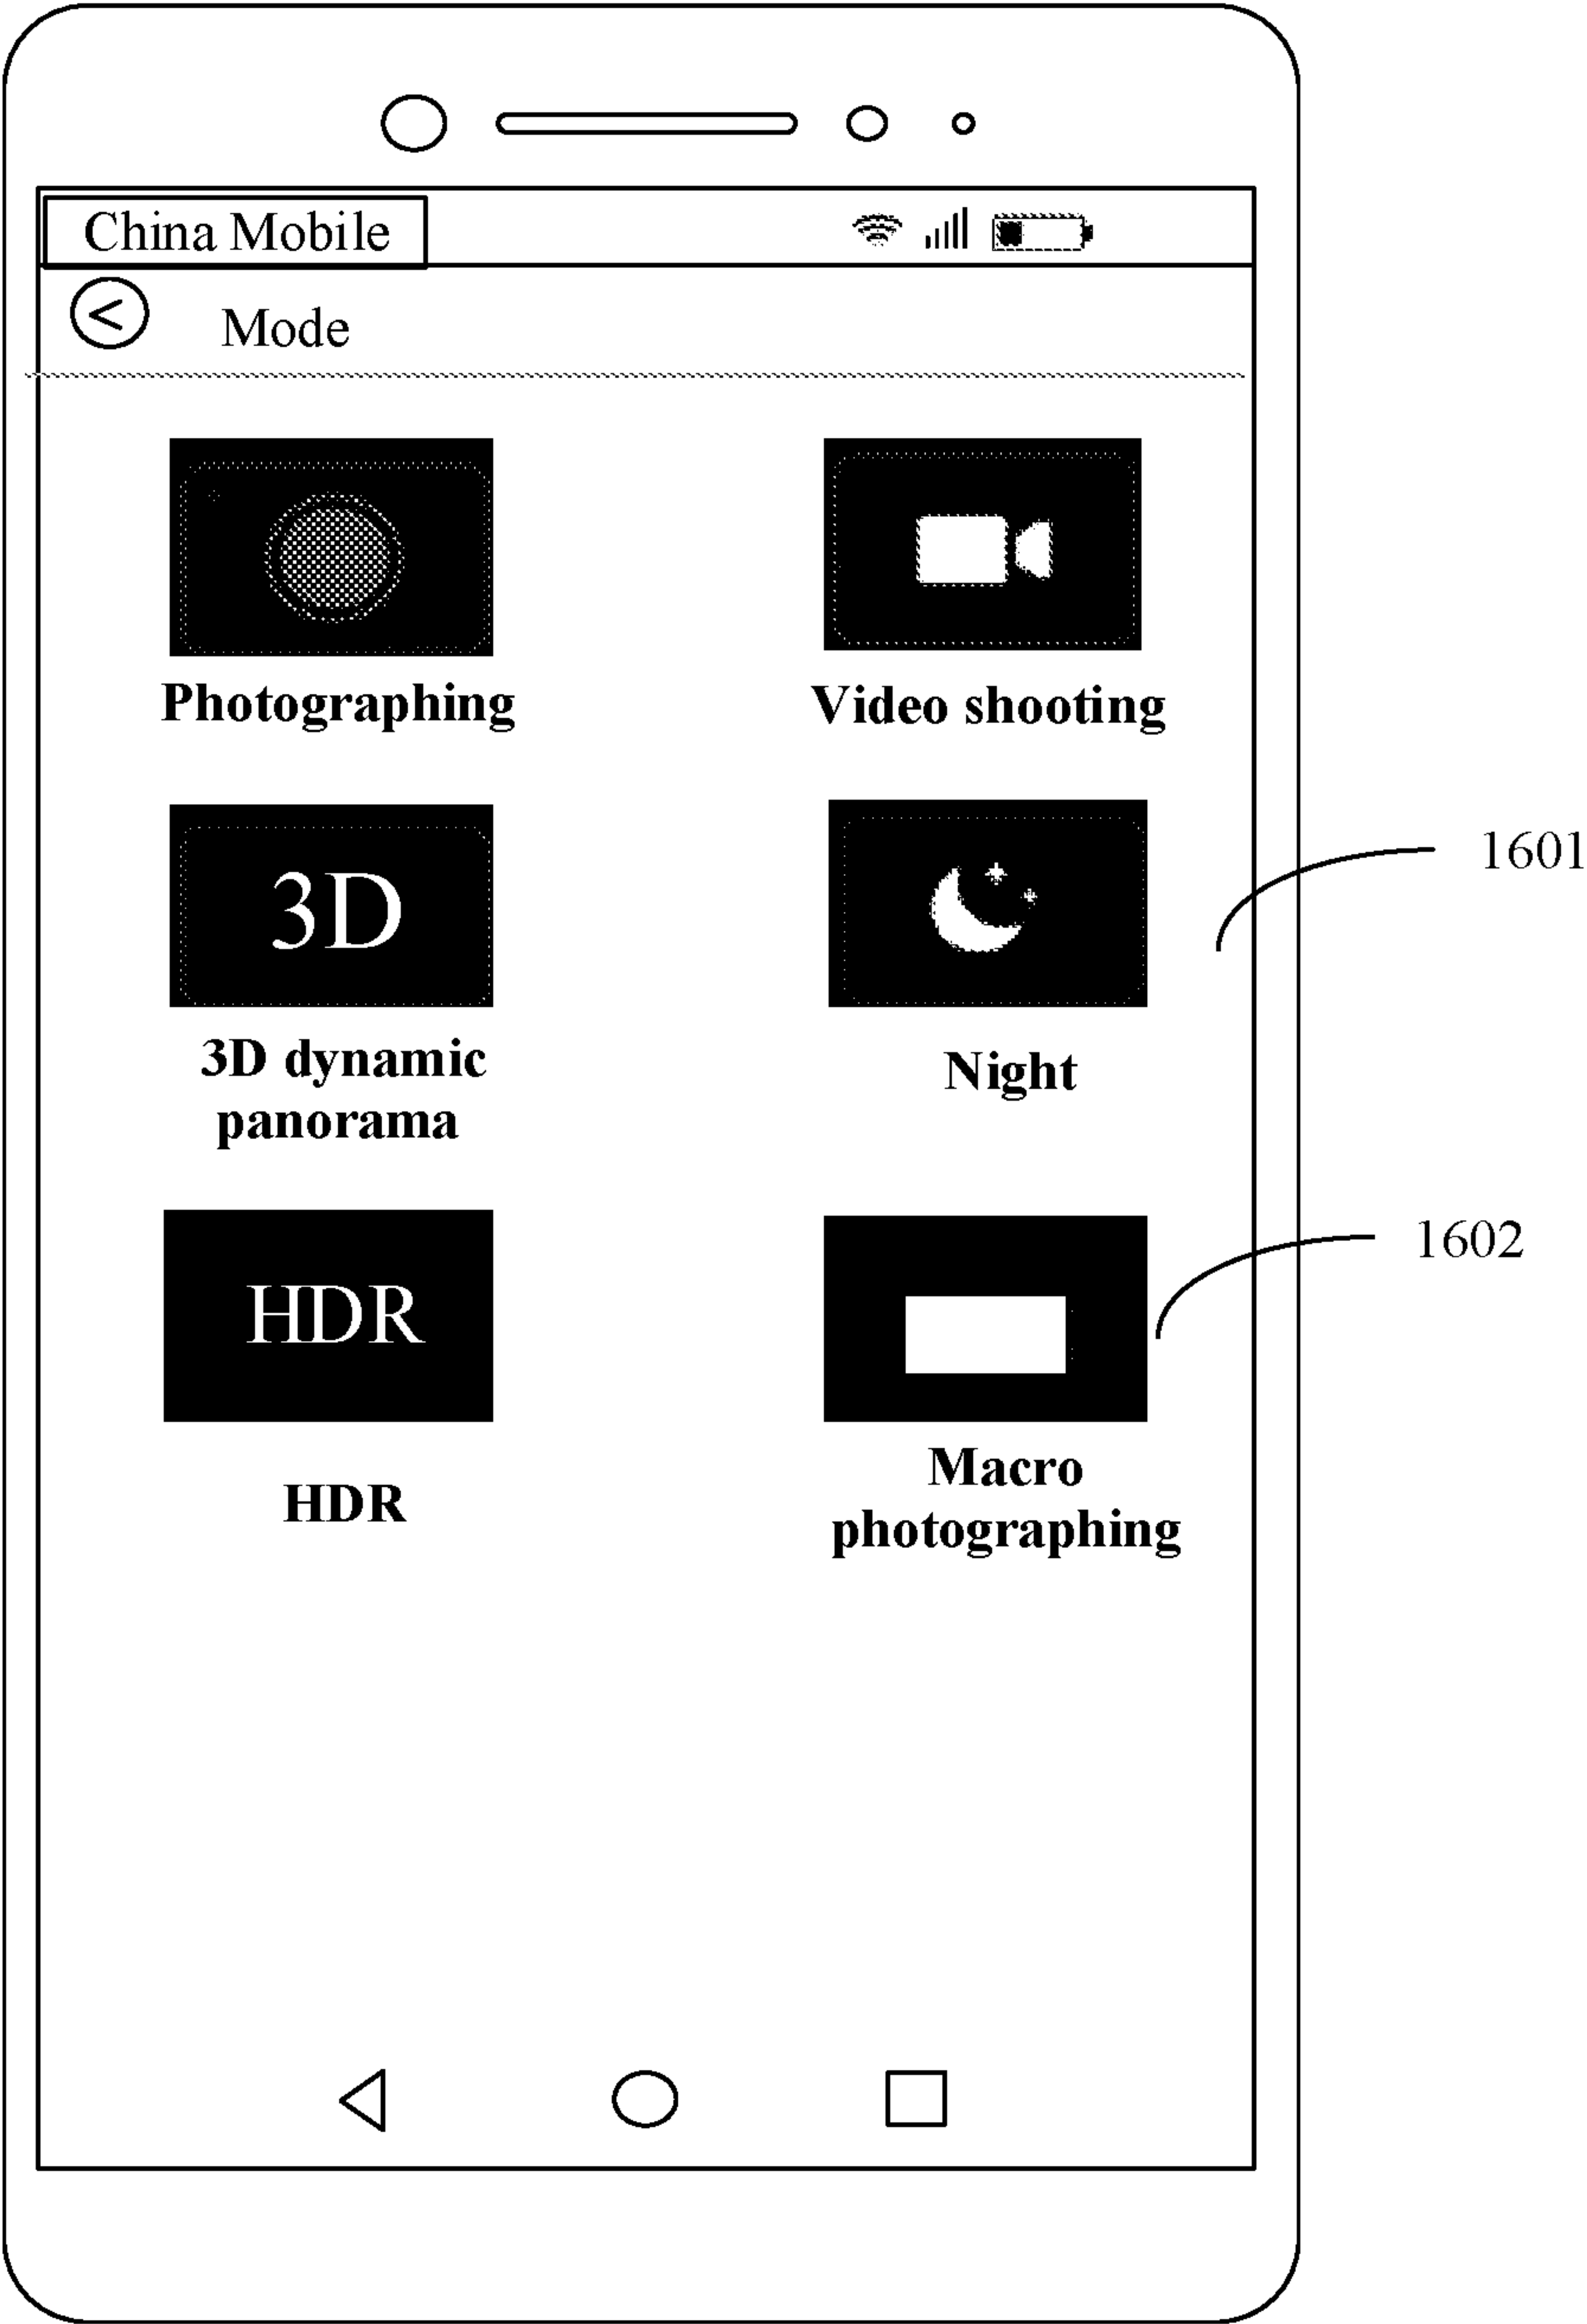 China Mobile
<
Mode
Photographing
Video shooting
3D
1601
3D dynamic
panorama
Night
HDR
1602
HDR
Macro
photographing